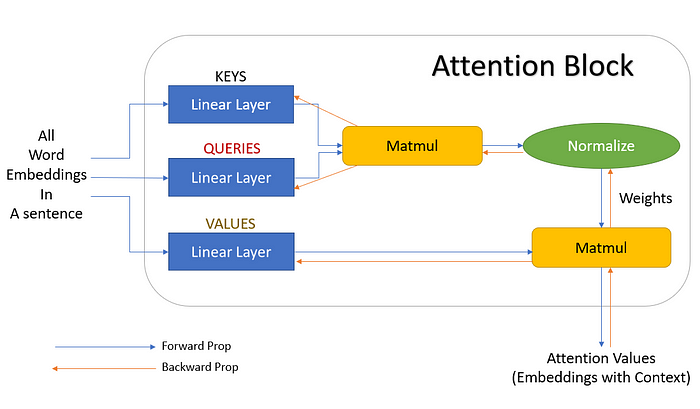 Attention Block
KEYS
Linear Layer
QUERIES
Linear Layer
VALUES
Linear Layer
All
Word
Embeddings
In
A sentence
Matmul
Normalize
Weights
Matmul
Forward Prop
Backward Prop
Attention Values
(Embeddings with Context)